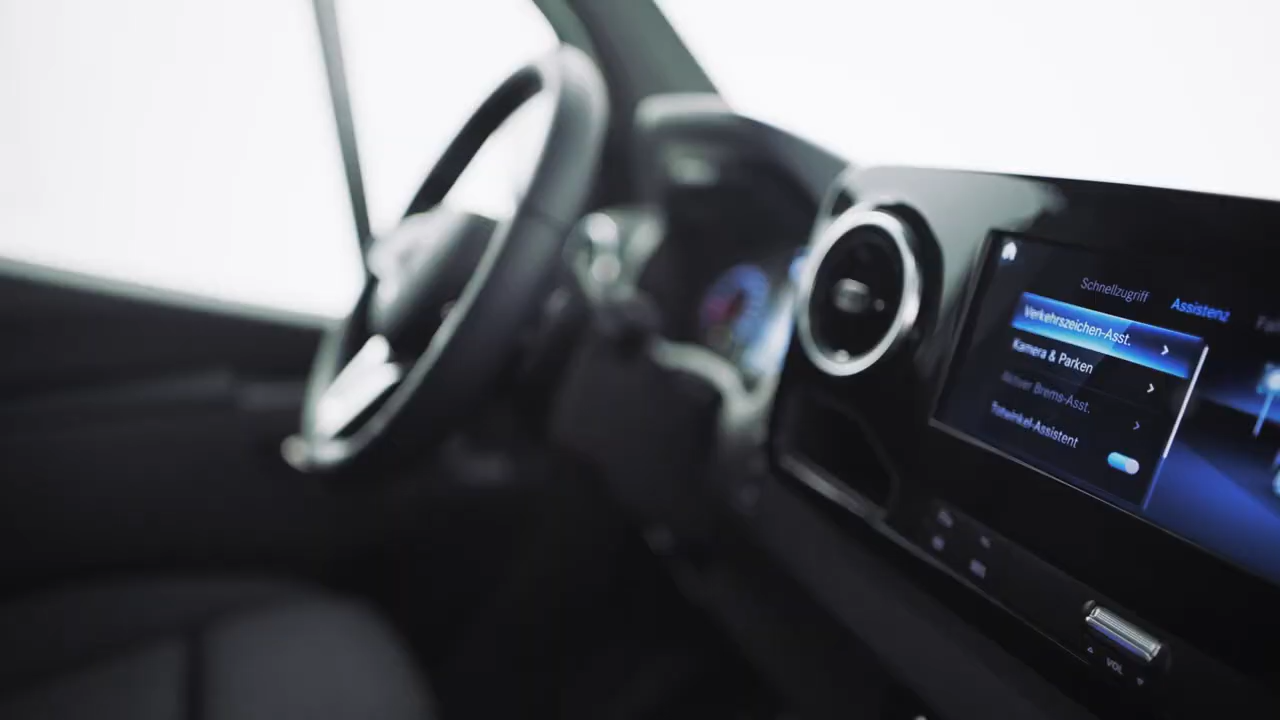 Schnellzugriff Assistenz
Verkehrszeichen-Asst.
Kamera & Parken
Aktiver Brems-Asst.
Totwinkel-Assistent
VOL